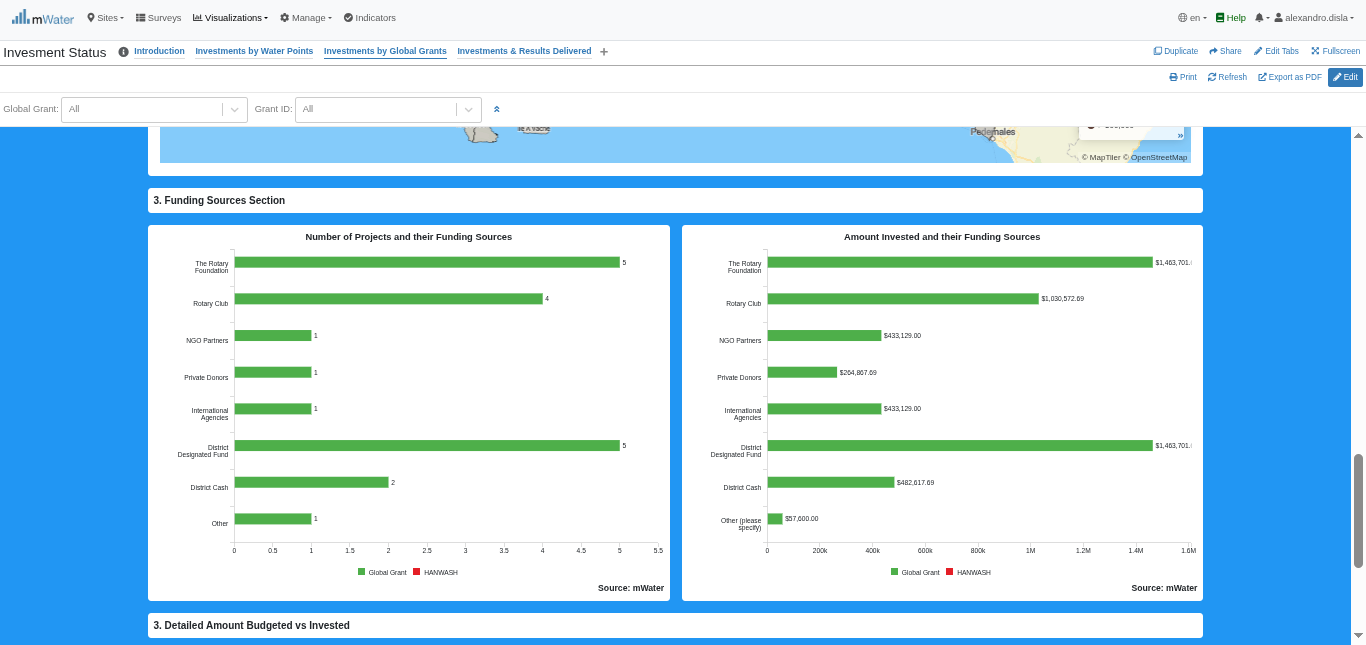 mWater Sites Surveys Visualizations Manage Indicators en Help alexandro.disla
Invesment Status Introduction Investments by Water Points Investments by Global Grants Investments & Results Delivered + Duplicate Share Edit Tabs Fullscreen
Print Refresh Export as PDF Edit
Global Grant: All Grant ID: All
Pedernales
»
© MapTiler © OpenStreetMap
3. Funding Sources Section
Number of Projects and their Funding Sources
The Rotary
Foundation
5
Rotary Club
4
NGO Partners
1
Private Donors
1
International
Agencies
1
District
Designated Fund
5
District Cash
2
Other
1
0 0.5 1 1.5 2 2.5 3 3.5 4 4.5 5 5.5
Global Grant HANWASH
Source: mWater
Amount Invested and their Funding Sources
The Rotary
Foundation
$1,463,701.
Rotary Club
$1,030,572.69
NGO Partners
$433,129.00
Private Donors
$264,867.69
International
Agencies
$433,129.00
District
Designated Fund
$1,463,701.
District Cash
$482,617.69
Other (please
specify)
$57,600.00
0 200k 400k 600k 800k 1M 1.2M 1.4M 1.6M
Global Grant HANWASH
Source: mWater
3. Detailed Amount Budgeted vs Invested